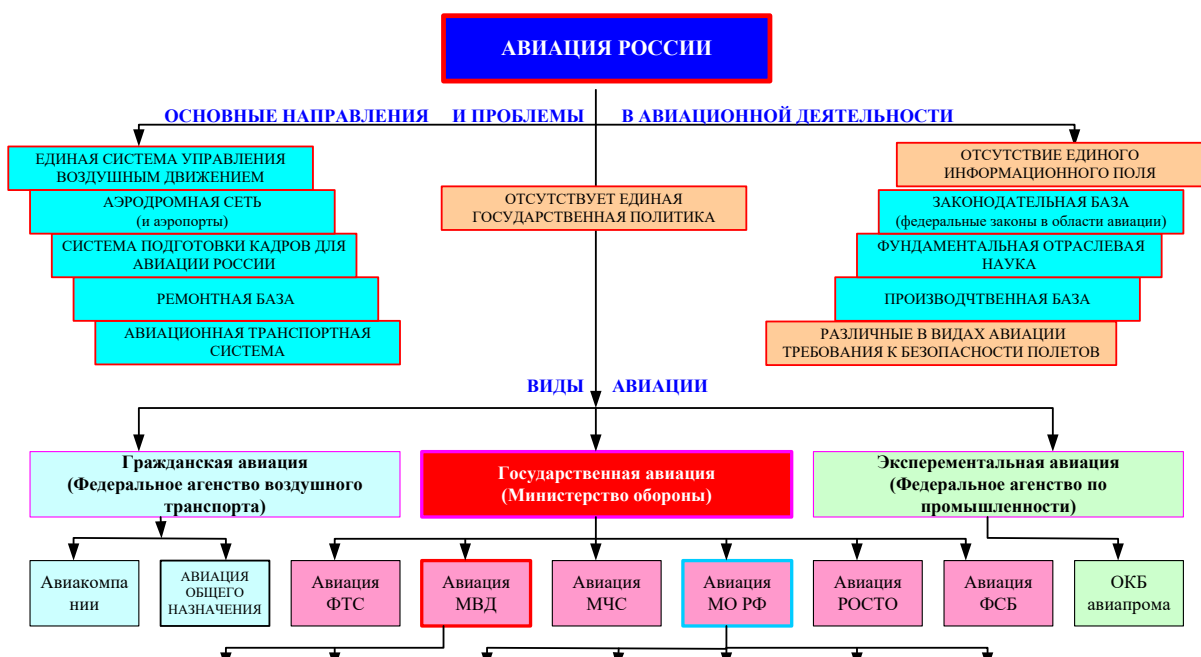 АВИАЦИЯ РОССИИ
ОСНОВНЫЕ НАПРАВЛЕНИЯ И ПРОБЛЕМЫ В АВИАЦИОННОЙ ДЕЯТЕЛЬНОСТИ
ЕДИНАЯ СИСТЕМА УПРАВЛЕНИЯ
ВОЗДУШНЫМ ДВИЖЕНИЕМ
АЭРОДРОМНАЯ СЕТЬ
(и аэропорты)
СИСТЕМА ПОДГОТОВКИ КАДРОВ ДЛЯ
АВИАЦИИ РОССИИ
РЕМОНТНАЯ БАЗА
АВИАЦИОННАЯ ТРАНСПОРТНАЯ
СИСТЕМА
ОТСУТСТВУЕТ ЕДИНАЯ
ГОСУДАРСТВЕННАЯ ПОЛИТИКА
ОТСУТСТВИЕ ЕДИНОГО
ИНФОРМАЦИОННОГО ПОЛЯ
ЗАКОНОДАТЕЛЬНАЯ БАЗА
(федеральные законы в области авиации)
ФУНДАМЕНТАЛЬНАЯ ОТРАСЛЕВАЯ
НАУКА
ПРОИЗВОДЧТВЕННАЯ БАЗА
РАЗЛИЧНЫЕ В ВИДАХ АВИАЦИИ
ТРЕБОВАНИЯ К БЕЗОПАСНОСТИ ПОЛЕТОВ
ВИДЫ АВИАЦИИ
Гражданская авиация
(Федеральное агенство воздушного
транспорта)
Государственная авиация
(Министерство обороны)
Эксперементальная авиация
(Федеральное агенство по
промышленности)
Авиакомпа
нии
АВИАЦИЯ
ОБЩЕГО
НАЗНАЧЕНИЯ
Авиация
ФТС
Авиация
МВД
Авиация
МЧС
Авиация
МО РФ
Авиация
РОСТО
Авиация
ФСБ
ОКБ
авиапрома